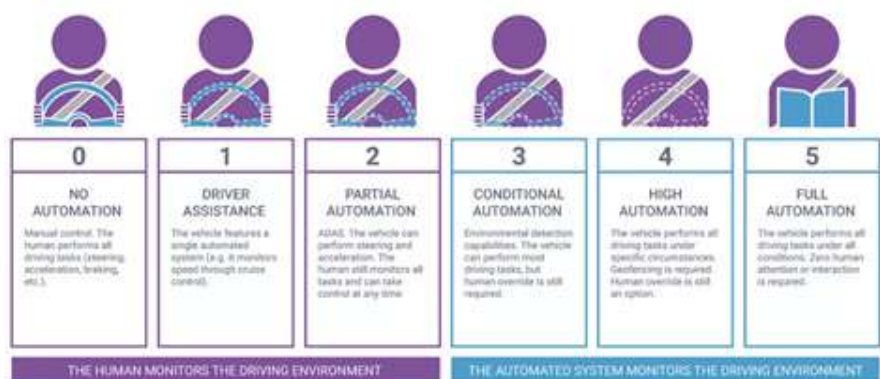 0
NO
AUTOMATION
Manual control. The
human performs all
driving tasks (steering,
acceleration, braking,
etc.).
1
DRIVER
ASSISTANCE
The vehicle features a
single automated
system (e.g. it monitors
speed through cruise
control).
2
PARTIAL
AUTOMATION
ADAS. The vehicle can
perform steering and
acceleration. The
human still monitors all
tasks and can take
control at any time.
3
CONDITIONAL
AUTOMATION
Environmental detection
capabilities. The vehicle
can perform most
driving tasks, but
human override is still
required.
4
HIGH
AUTOMATION
The vehicle performs all
driving tasks under
specific circumstances.
Geofencing is required.
Human override is still
an option.
5
FULL
AUTOMATION
The vehicle performs all
driving tasks under all
conditions. Zero human
attention or interaction
is required.
THE HUMAN MONITORS THE DRIVING ENVIRONMENT
THE AUTOMATED SYSTEM MONITORS THE DRIVING ENVIRONMENT